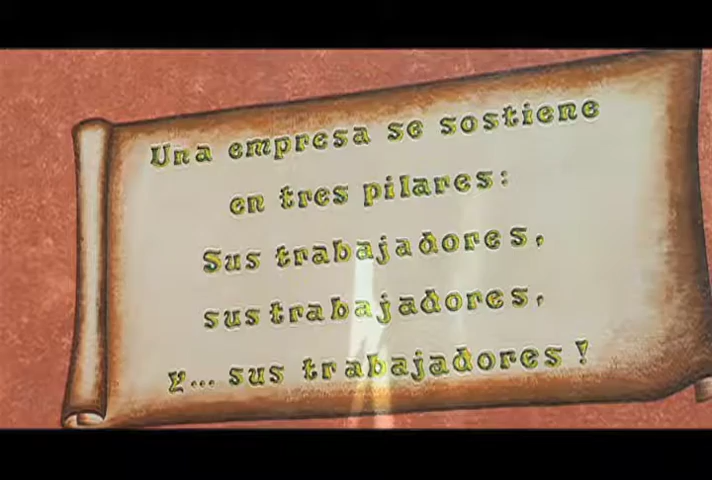 Una empresa se sostiene
en tres pilares:
Sus trabajadores,
sus trabajadores,
y... sus trabajadores!